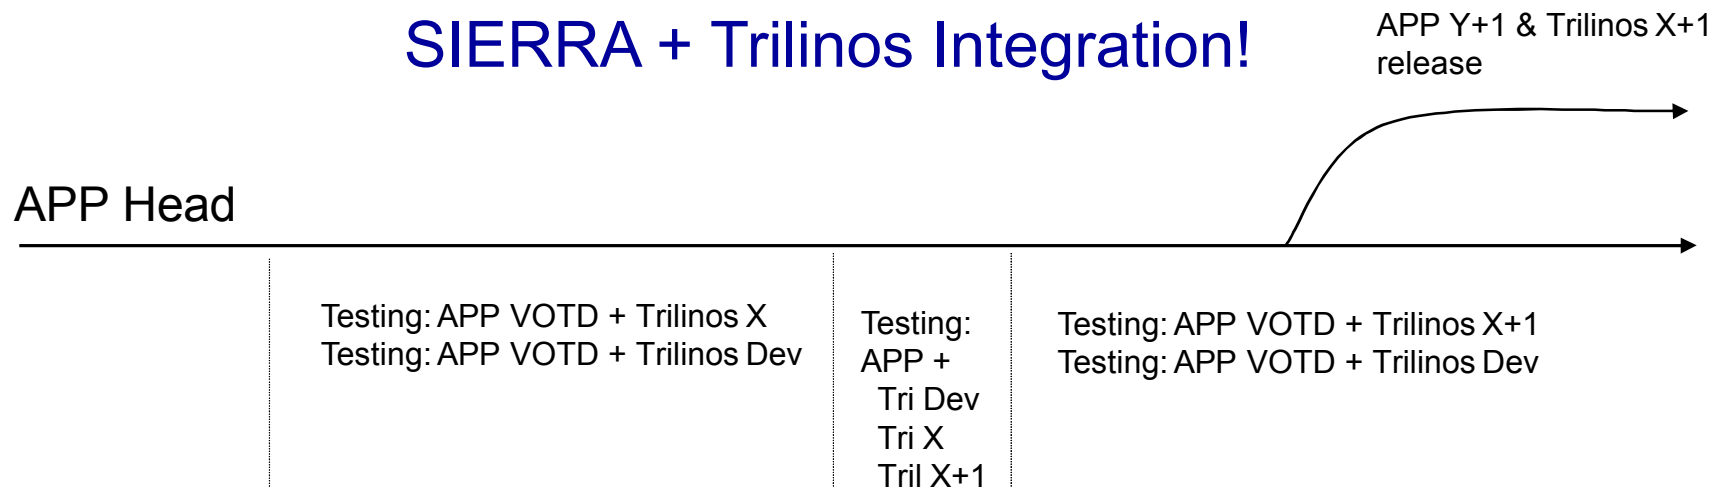 SIERRA + Trilinos Integration!
APP Y+1 & Trilinos X+1
release
APP Head
Testing: APP VOTD + Trilinos X
Testing: APP VOTD + Trilinos Dev
Testing:
APP +
Tri Dev
Tri X
Tril X+1
Testing: APP VOTD + Trilinos X+1
Testing: APP VOTD + Trilinos Dev